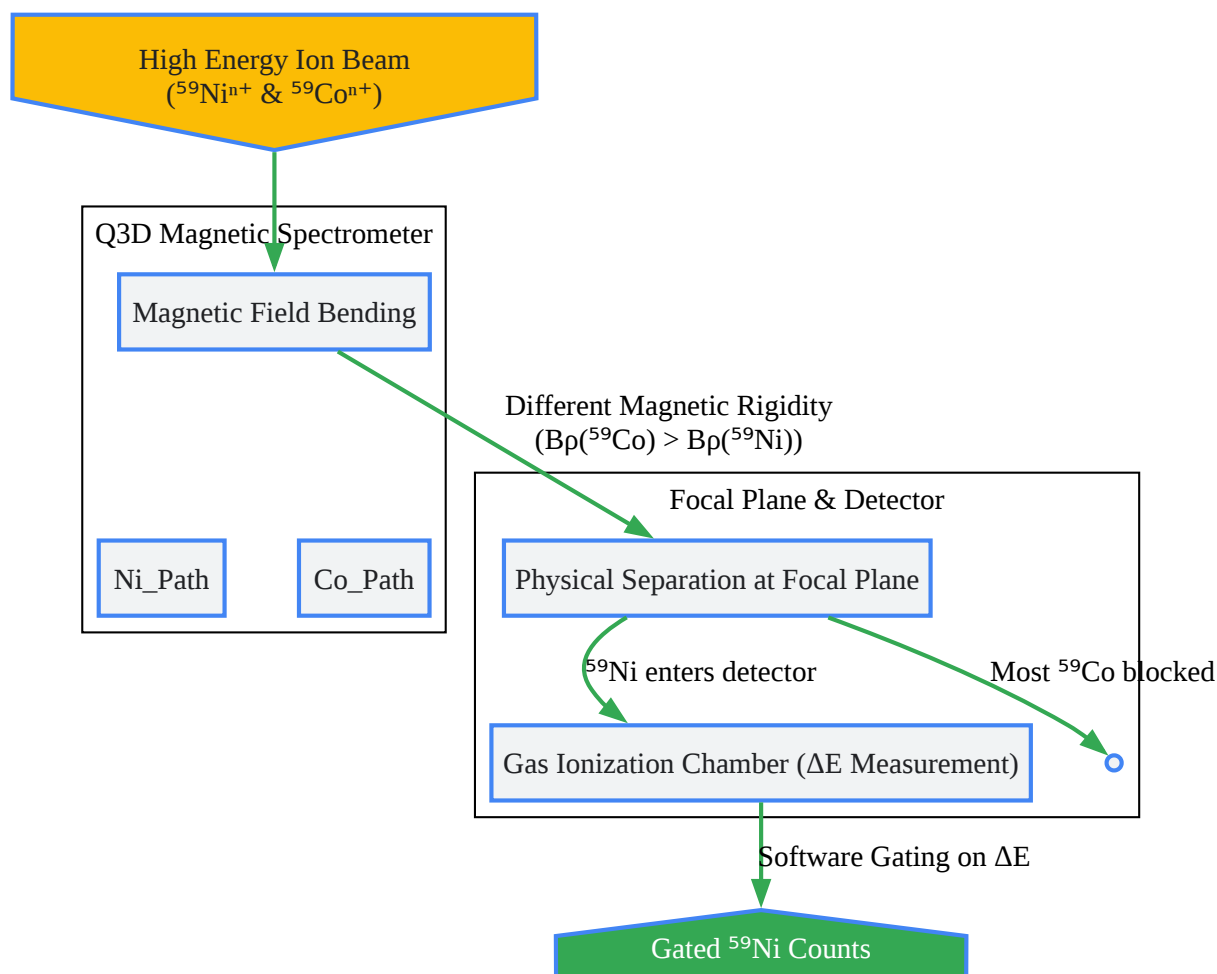 High Energy Ion Beam
(⁵⁹Niⁿ⁺ & ⁵⁹Coⁿ⁺)
Q3D Magnetic Spectrometer
Magnetic Field Bending
Different Magnetic Rigidity
(Bρ(⁵⁹Co) > Bρ(⁵⁹Ni))
Focal Plane & Detector
Ni_Path
Co_Path
Physical Separation at Focal Plane
⁵⁹Ni enters detector
Most ⁵⁹Co blocked
Gas Ionization Chamber (ΔE Measurement)
Software Gating on ΔE
Gated ⁵⁹Ni Counts